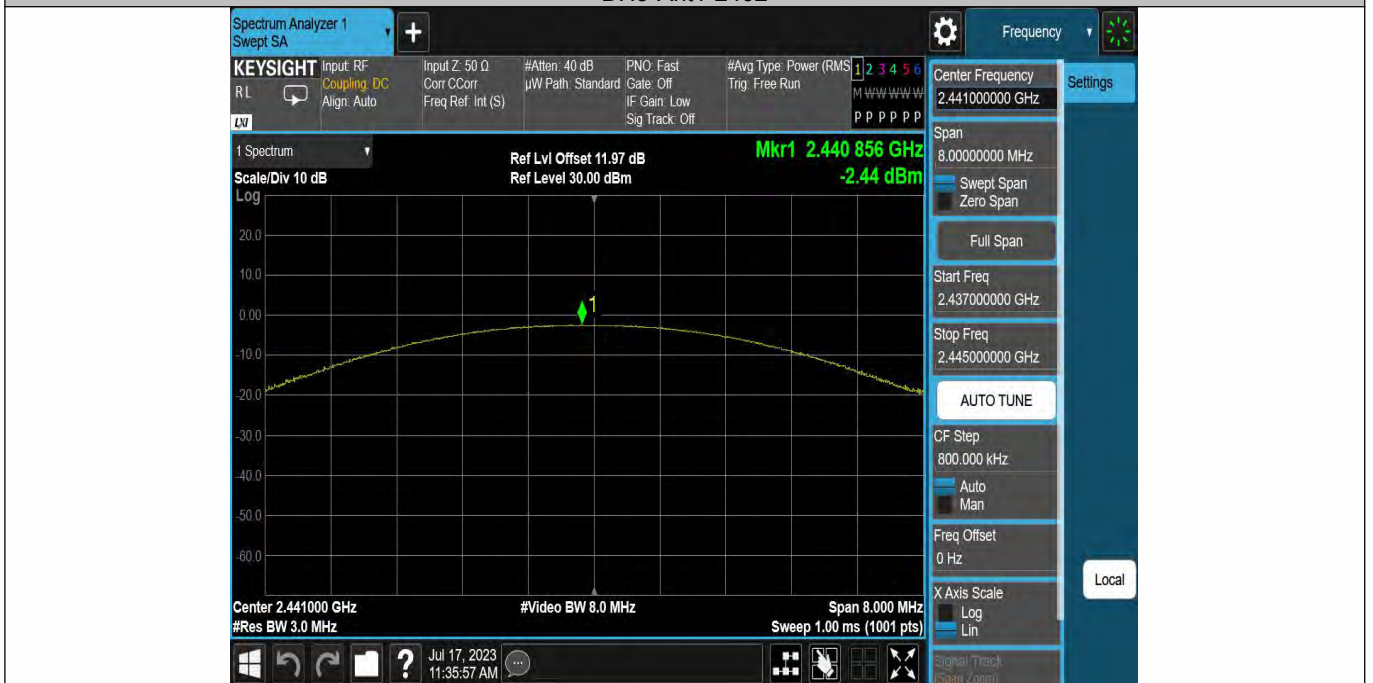 Spectrum Analyzer 1
Swept SA
+
Frequency
KEYSIGHT
RL
LXI
Input: RF
Coupling: DC
Align: Auto
Input Z: 50 Ω
Corr CCorr
Freq Ref: Int (S)
#Atten: 40 dB
µW Path: Standard
PNO: Fast
Gate: Off
IF Gain: Low
Sig Track: Off
#Avg Type: Power (RMS
Trig: Free Run
1 2 3 4 5 6
M W W W W W
P P P P P P
1 Spectrum
Scale/Div 10 dB
Ref Lvl Offset 11.97 dB
Ref Level 30.00 dBm
Mkr1 2.440 856 GHz
-2.44 dBm
Log
20.0
10.0
0.00
-10.0
-20.0
-30.0
-40.0
-50.0
-60.0
1
Center 2.441000 GHz
#Res BW 3.0 MHz
#Video BW 8.0 MHz
Span 8.000 MHz
Sweep 1.00 ms (1001 pts)
Center Frequency
2.441000000 GHz
Settings
Span
8.00000000 MHz
Swept Span
Zero Span
Full Span
Start Freq
2.437000000 GHz
Stop Freq
2.445000000 GHz
AUTO TUNE
CF Step
800.000 kHz
Auto
Man
Freq Offset
0 Hz
X Axis Scale
Log
Lin
Signal Track
(Span Zoom)
Local
?
Jul 17, 2023
11:35:57 AM